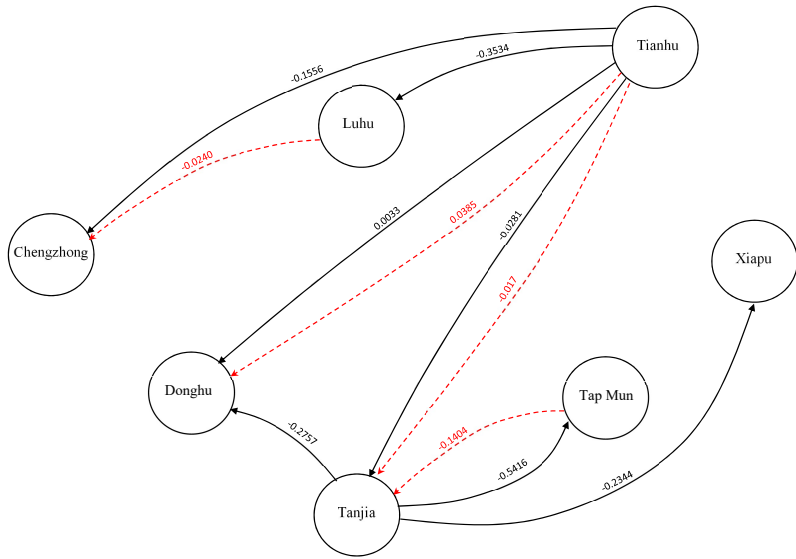 Tianhu
-0.3534
-0.1556
Luhu
-0.0240
0.0033
0.0385
-0.0281
Chengzhong
Xiapu
-0.017
Donghu
Tap Mun
-0.2757
-0.1404
-0.5416
-0.2344
Tanjia